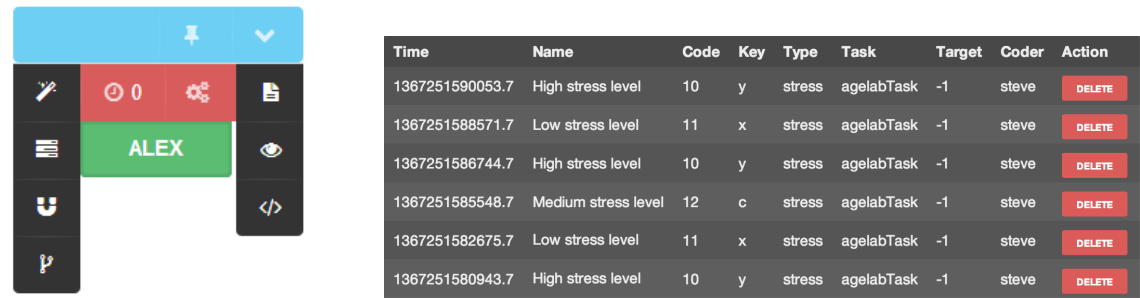 0
ALEX
</>
Time Name Code Key Type Task Target Coder Action
1367251590053.7 High stress level 10 y stress agelabTask -1 steve DELETE
1367251588571.7 Low stress level 11 x stress agelabTask -1 steve DELETE
1367251586744.7 High stress level 10 y stress agelabTask -1 steve DELETE
1367251585548.7 Medium stress level 12 c stress agelabTask -1 steve DELETE
1367251582675.7 Low stress level 11 x stress agelabTask -1 steve DELETE
1367251580943.7 High stress level 10 y stress agelabTask -1 steve DELETE